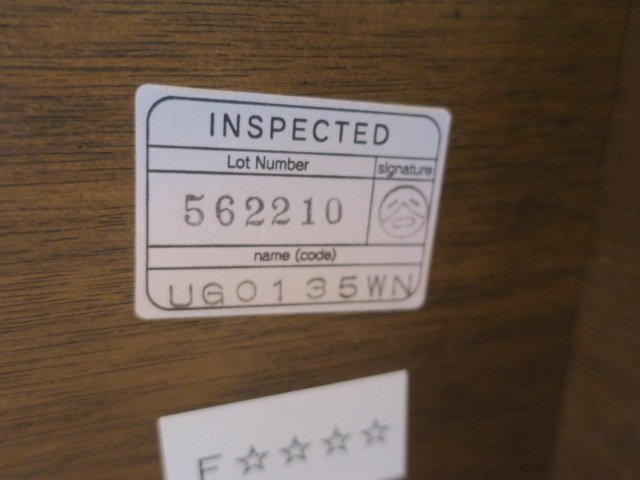 INSPECTED
Lot Number
signature
562210
name (code)
UG0135WN
F☆☆☆☆